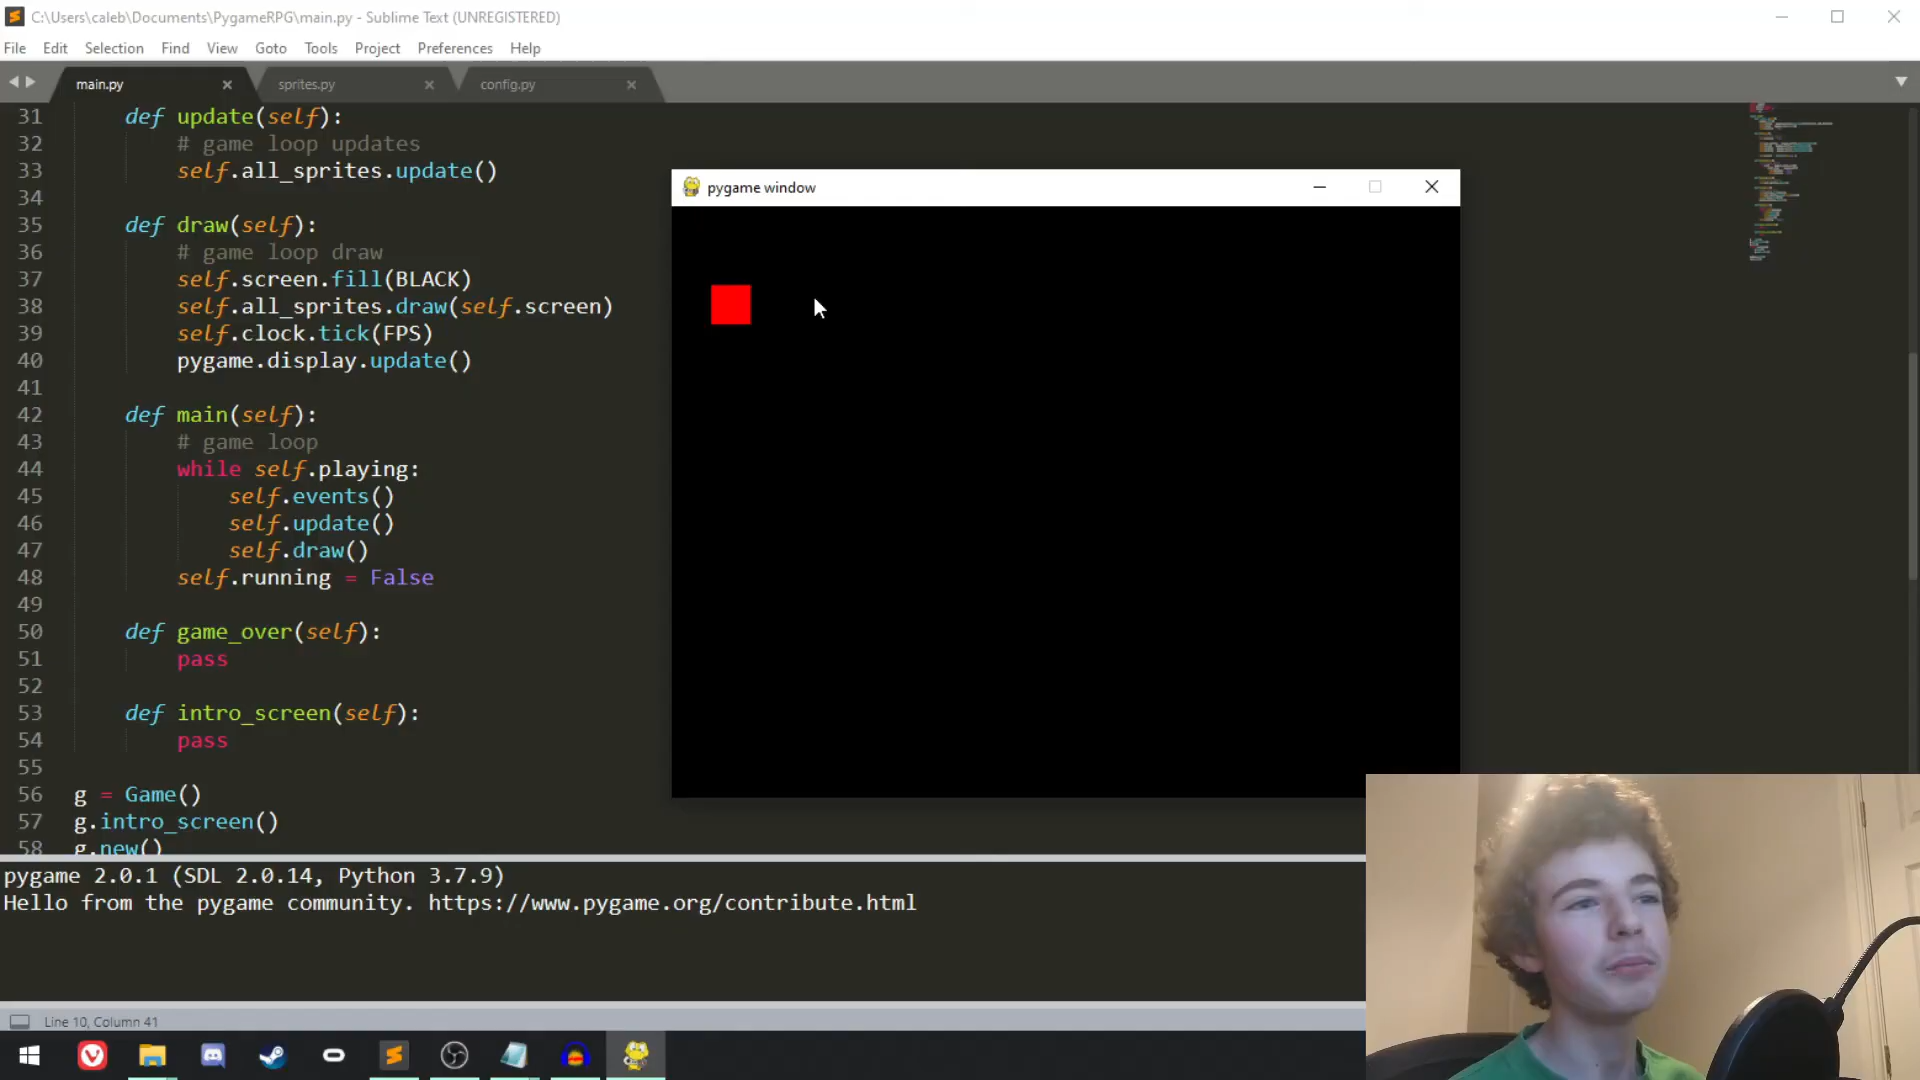 C:\Users\caleb\Documents\PygameRPG\main.py - Sublime Text (UNREGISTERED)
File Edit Selection Find View Goto Tools Project Preferences Help
main.py sprites.py config.py
31 def update(self):
32 # game loop updates
33 self.all_sprites.update()
34
35 def draw(self):
36 # game loop draw
37 self.screen.fill(BLACK)
38 self.all_sprites.draw(self.screen)
39 self.clock.tick(FPS)
40 pygame.display.update()
41
42 def main(self):
43 # game loop
44 while self.playing:
45 self.events()
46 self.update()
47 self.draw()
48 self.running = False
49
50 def game_over(self):
51 pass
52
53 def intro_screen(self):
54 pass
55
56 g = Game()
57 g.intro_screen()
58 g.new()
pygame window
pygame 2.0.1 (SDL 2.0.14, Python 3.7.9)
Hello from the pygame community. https://www.pygame.org/contribute.html
Line 10, Column 41